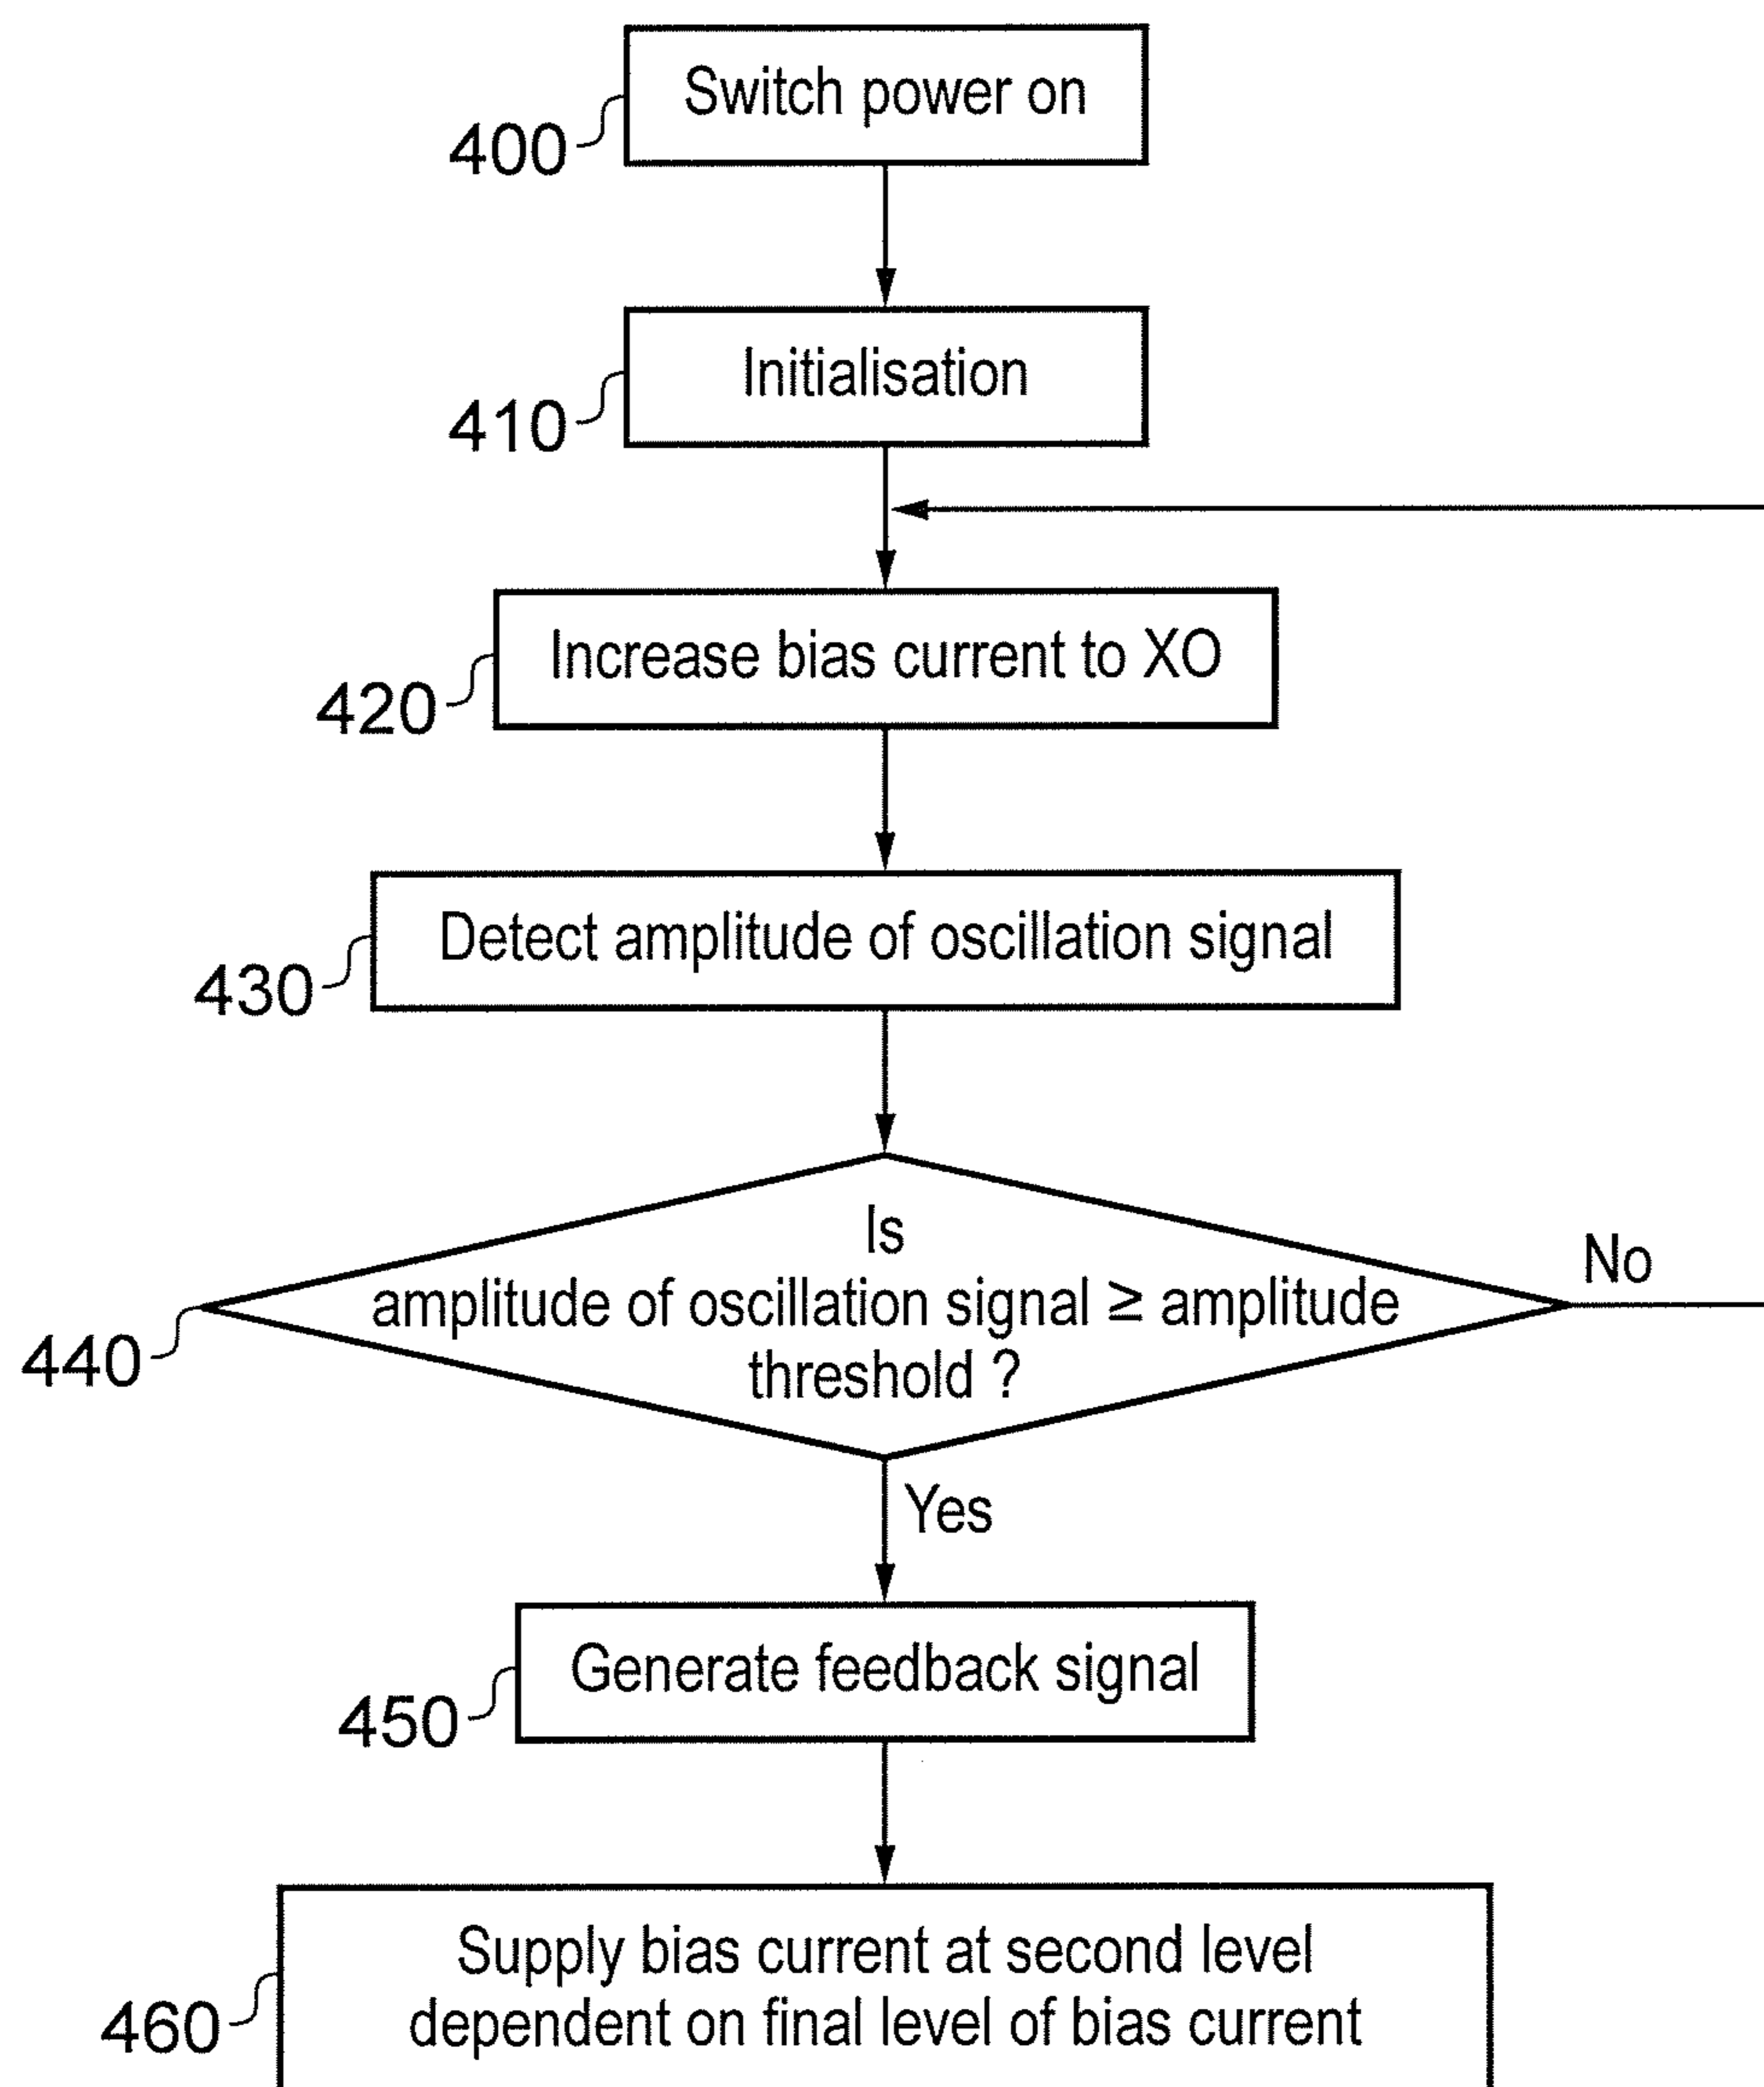 Switch power on
400
Initialisation
410
Increase bias current to XO
420
Detect amplitude of oscillation signal
430
Is
amplitude of oscillation signal ≥ amplitude
threshold ?
No
440
Yes
Generate feedback signal
450
Supply bias current at second level
dependent on final level of bias current
460